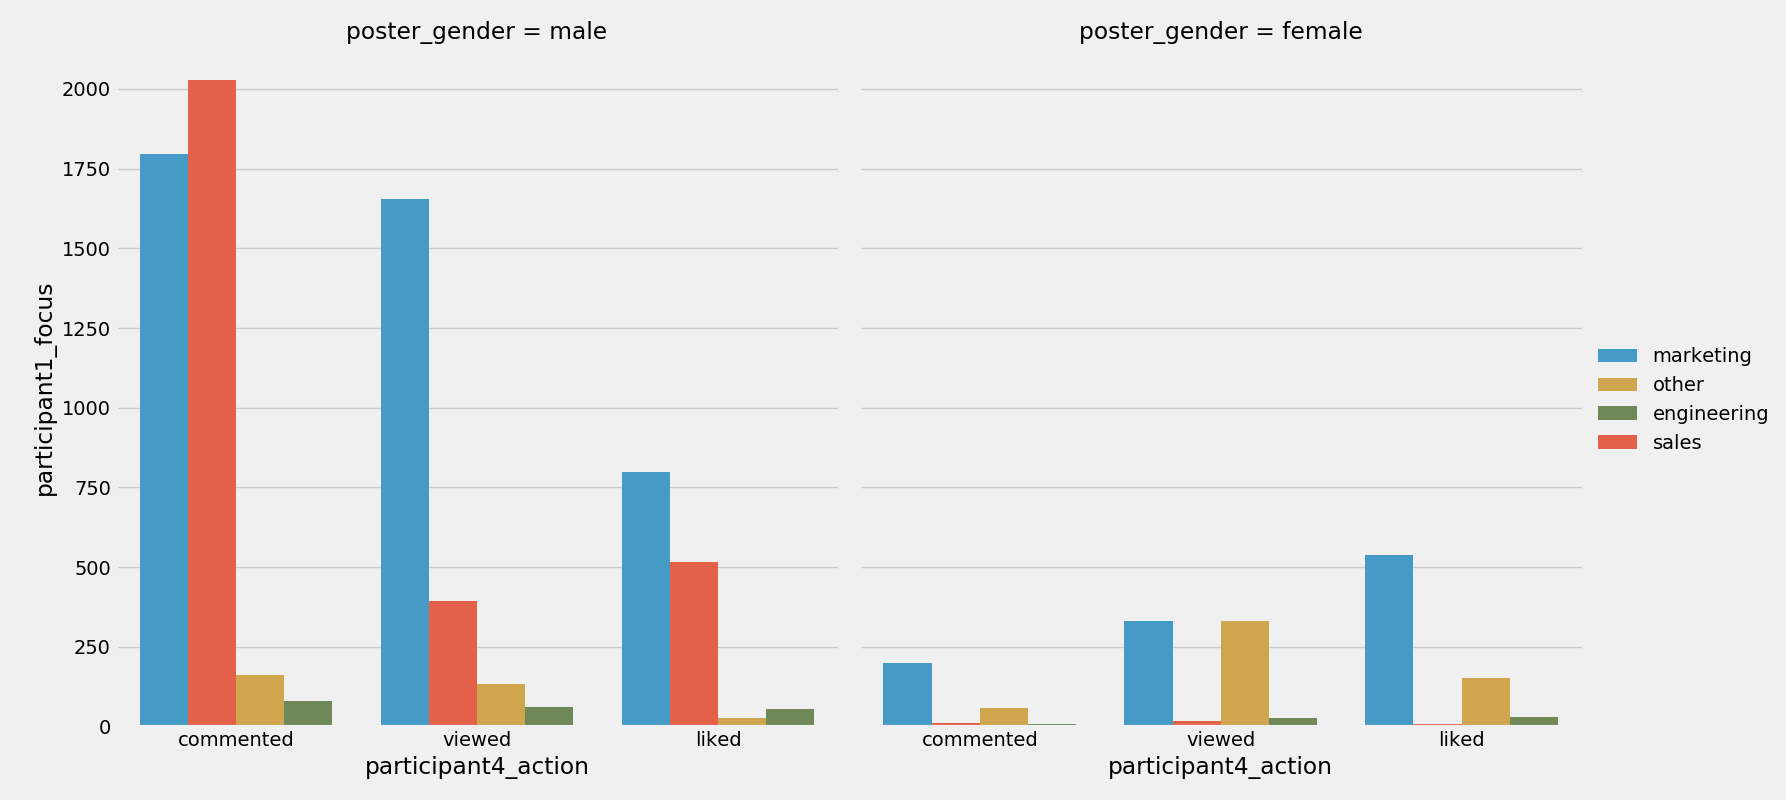 poster_gender = male
poster_gender = female
participant1_focus
2000
1750
1500
1250
1000
750
500
250
0
commented
viewed
liked
participant4_action
commented
viewed
liked
participant4_action
marketing
other
engineering
sales